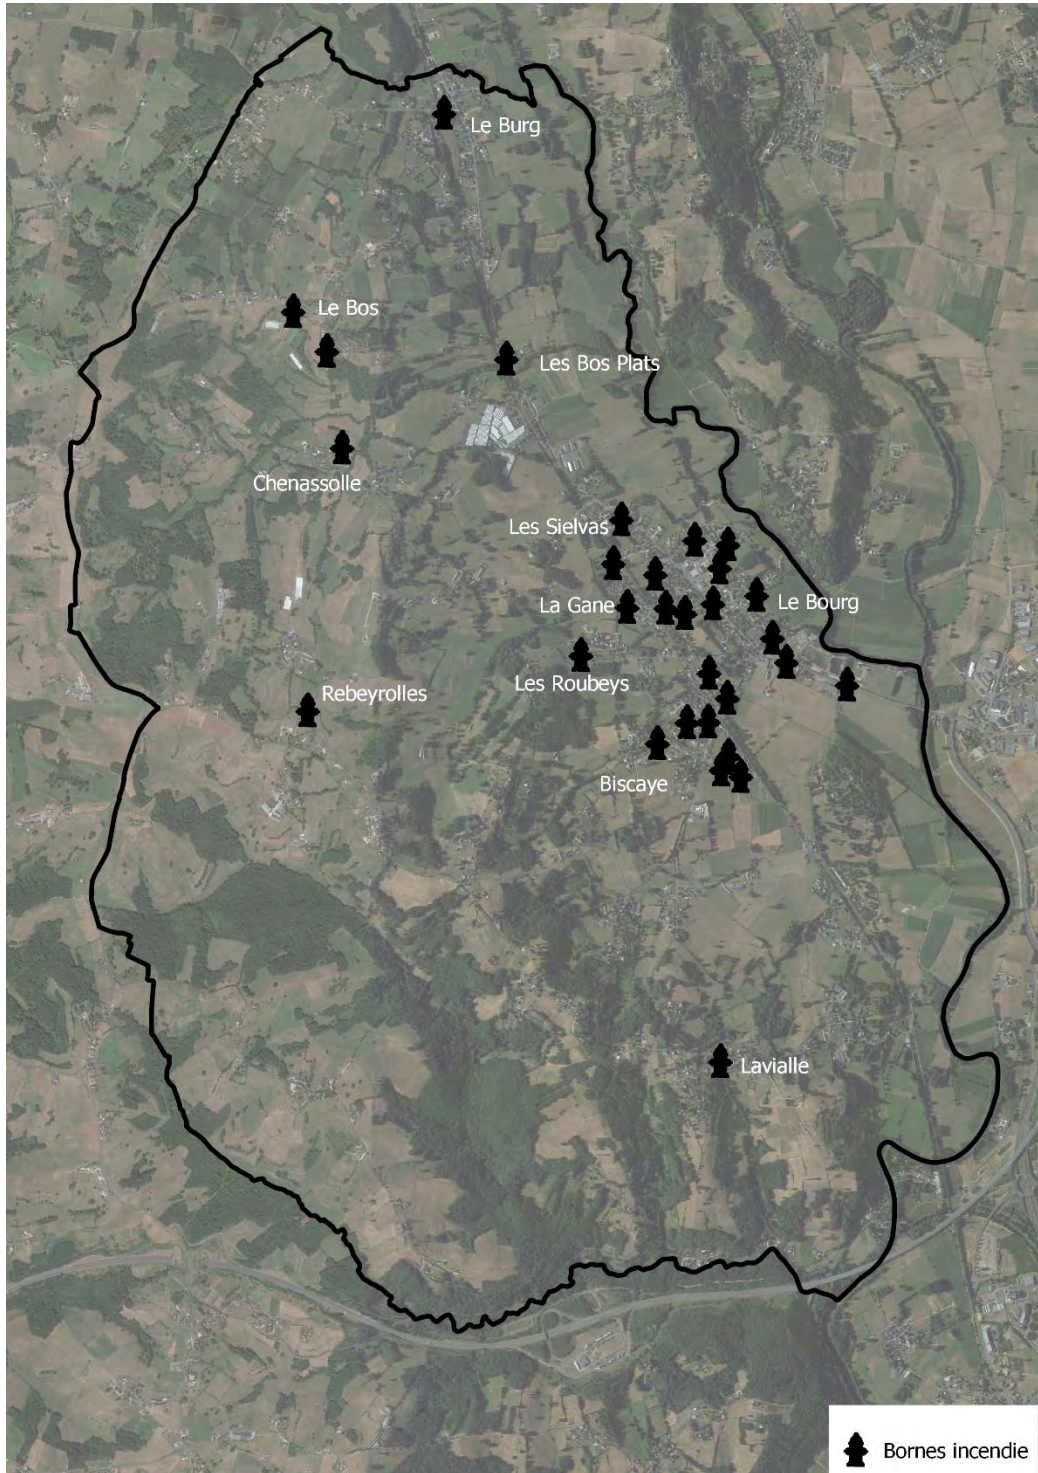 Le Burg
Le Bos
Les Bos Plats
Chenassolle
Les Sielvas
La Gane
Le Bourg
Les Roubeys
Rebeyrolles
Biscaye
Lavialle
Bornes incendie